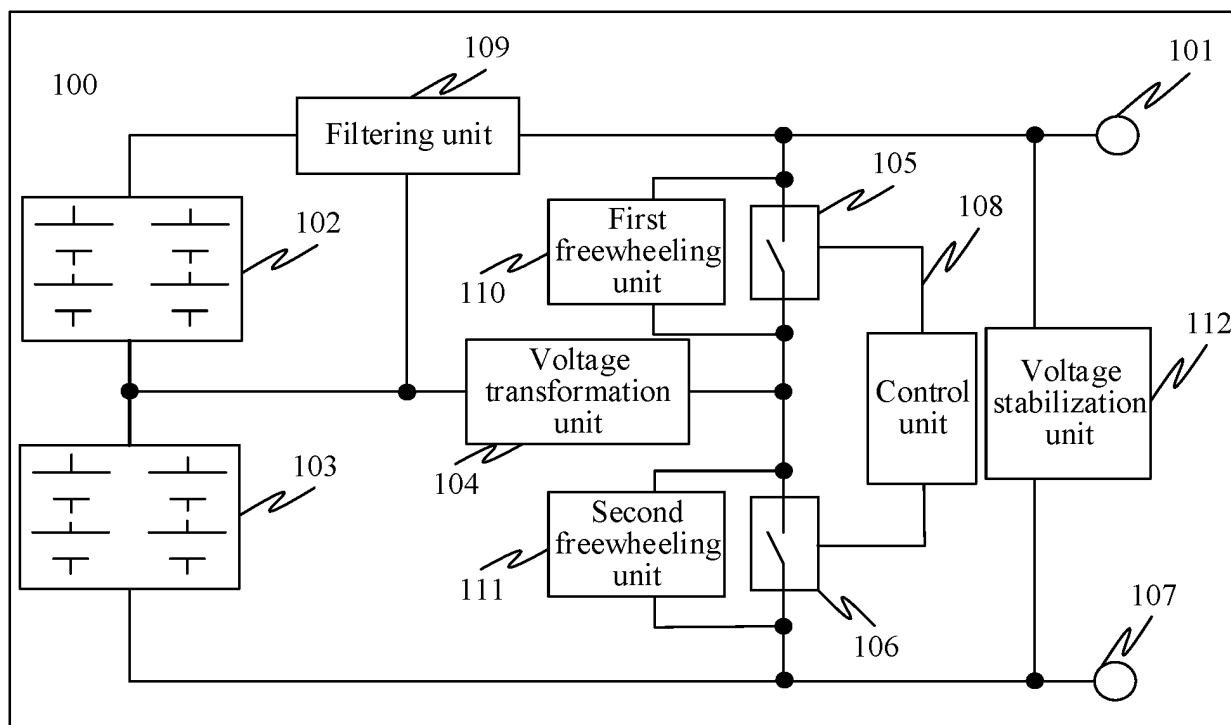 109
101
100
Filtering unit
105
108
First
freewheeling
unit
102
110
112
Voltage
transformation
unit
Control
unit
Voltage
stabilization
unit
103
104
Second
freewheeling
unit
111
106
107